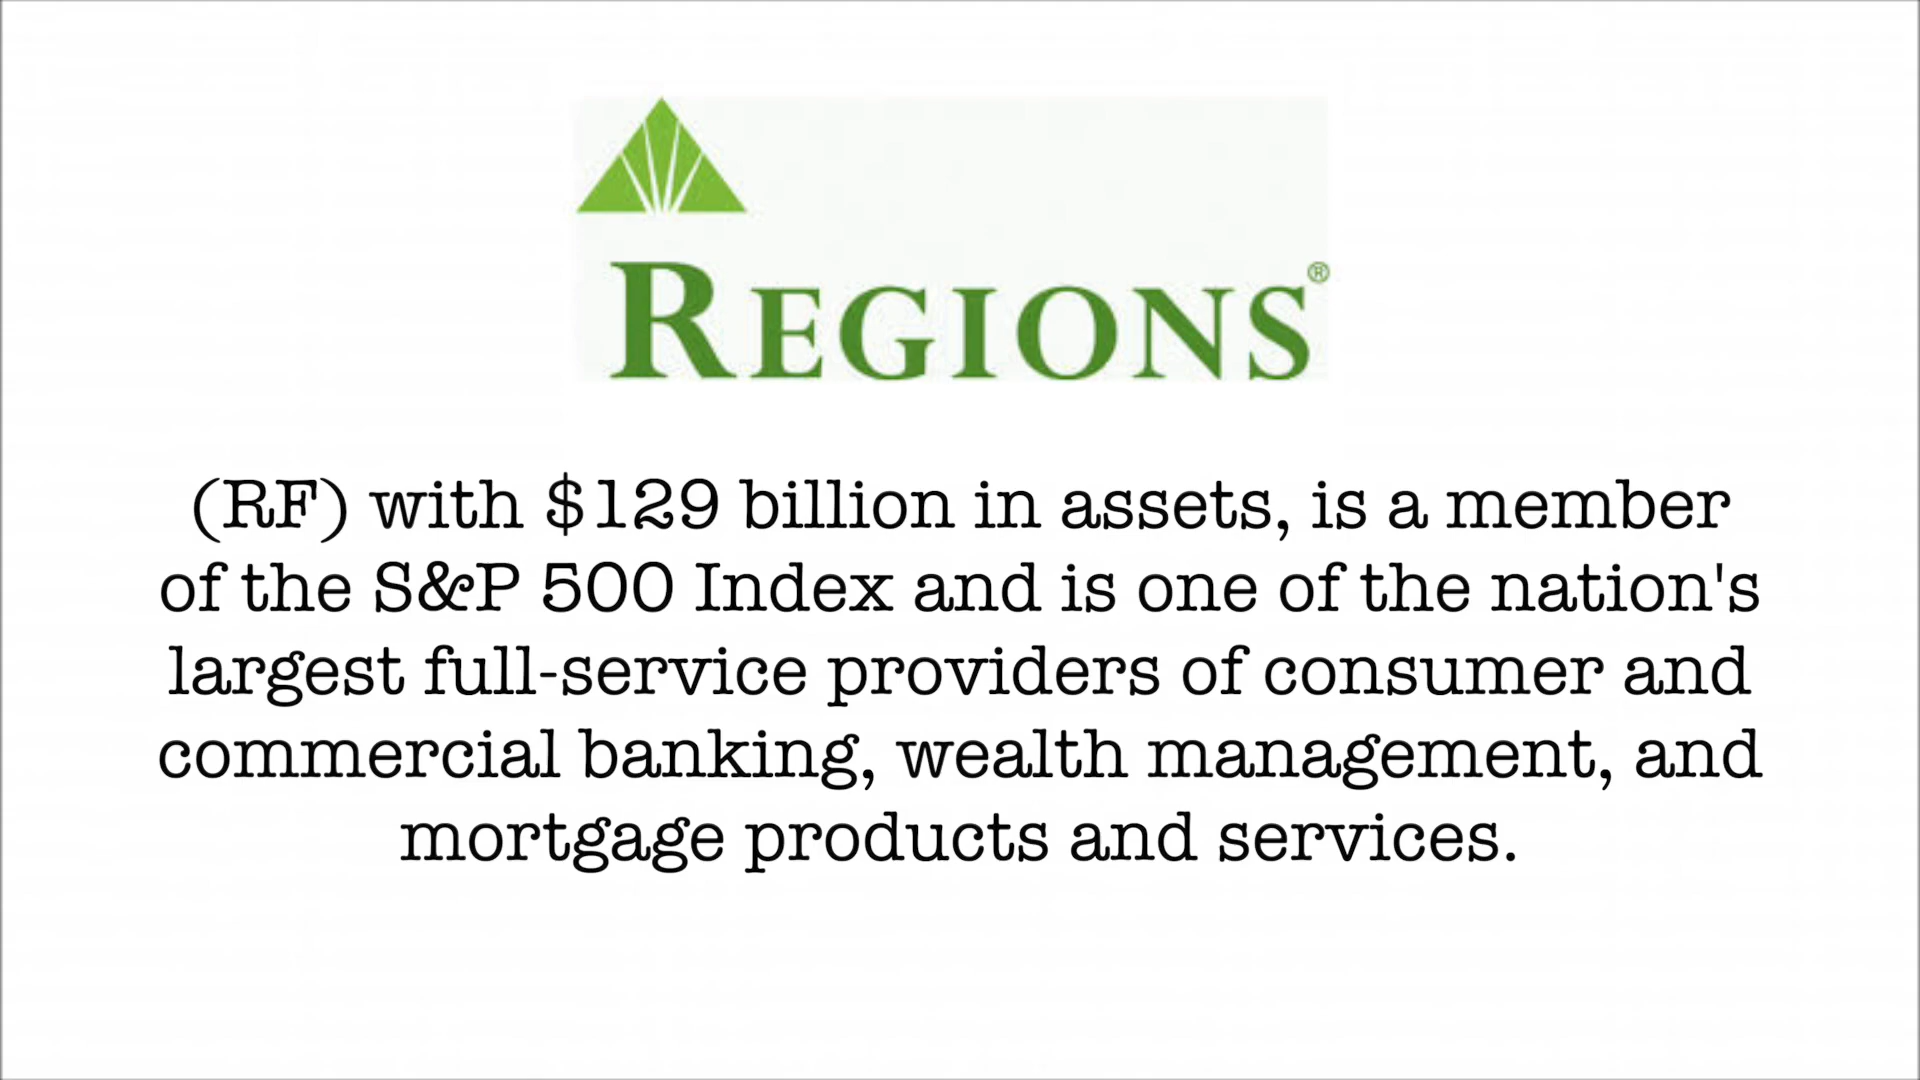 REGIONS®
(RF) with $129 billion in assets, is a member
of the S&P 500 Index and is one of the nation's
largest full-service providers of consumer and
commercial banking, wealth management, and
mortgage products and services.